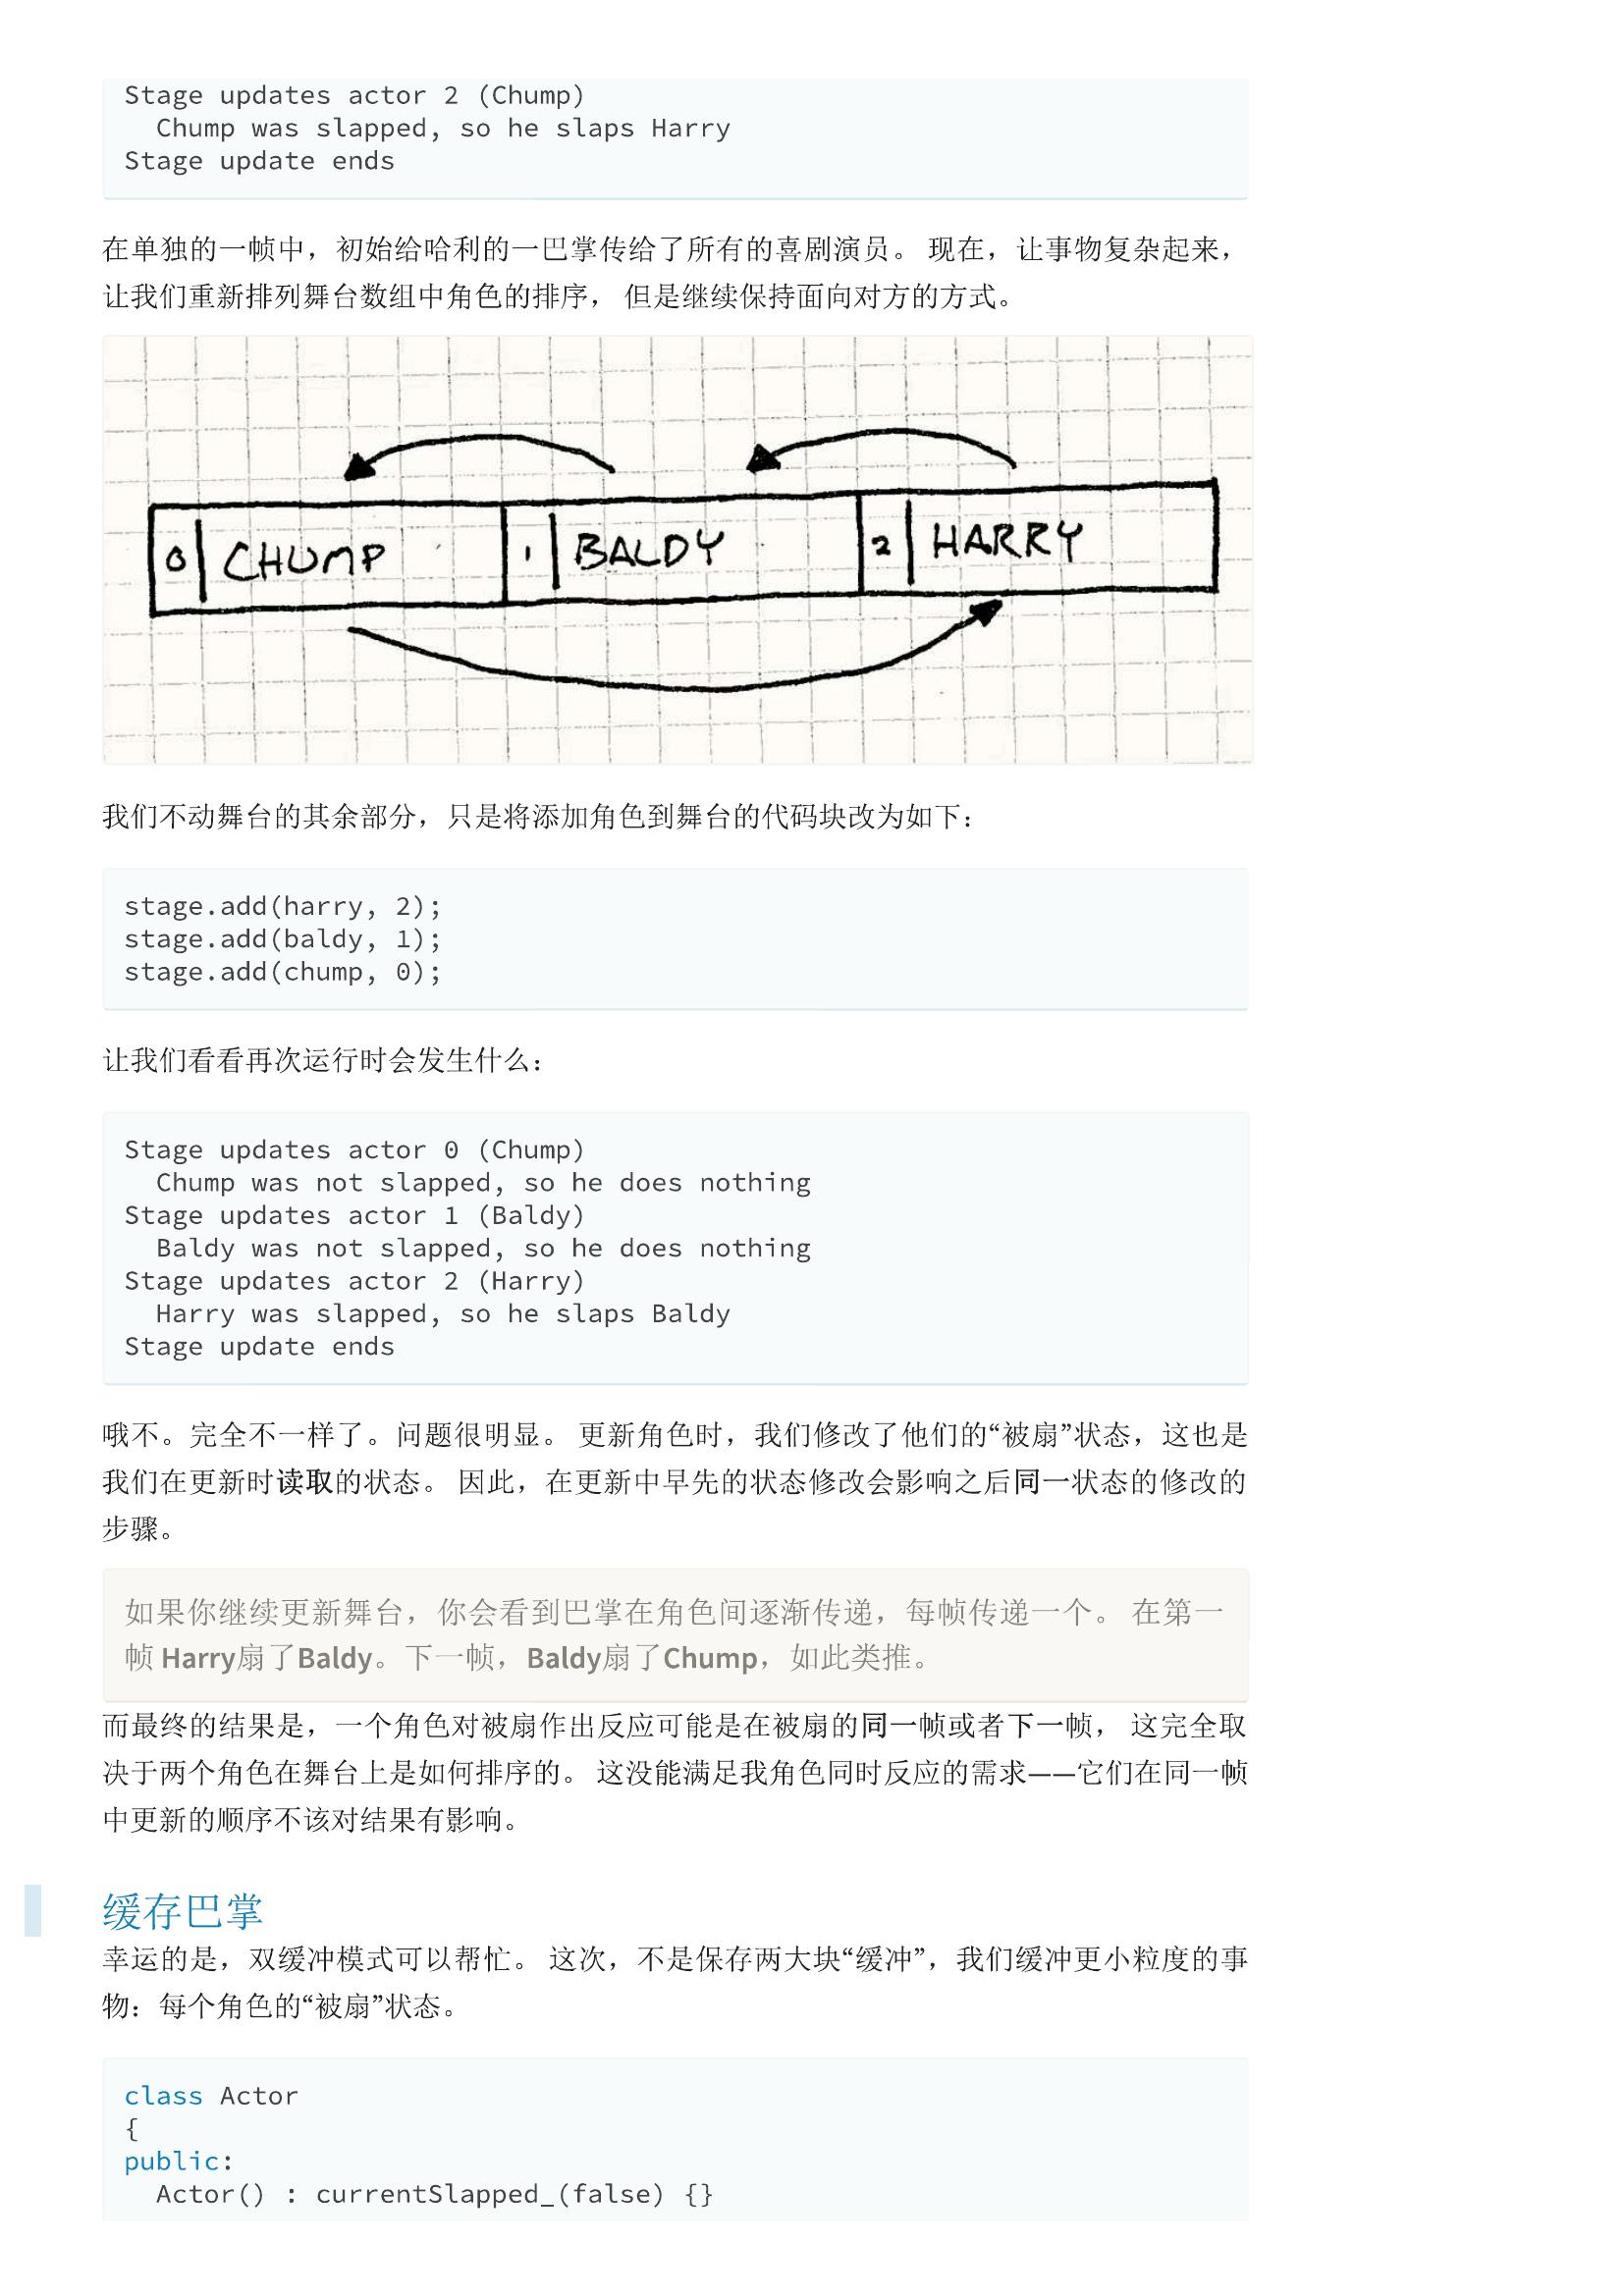 Stage updates actor 2 (Chump)
  Chump was slapped, so he slaps Harry
Stage update ends
在单独的一帧中，初始给哈利的一巴掌传给了所有的喜剧演员。 现在，让事物复杂起来，
让我们重新排列舞台数组中角色的排序， 但是继续保持面向对方的方式。
0 CHUMP 1 BALDY 2 HARRY
我们不动舞台的其余部分，只是将添加角色到舞台的代码块改为如下：
stage.add(harry, 2);
stage.add(baldy, 1);
stage.add(chump, 0);
让我们看看再次运行时会发生什么：
Stage updates actor 0 (Chump)
  Chump was not slapped, so he does nothing
Stage updates actor 1 (Baldy)
  Baldy was not slapped, so he does nothing
Stage updates actor 2 (Harry)
  Harry was slapped, so he slaps Baldy
Stage update ends
哦不。完全不一样了。问题很明显。 更新角色时，我们修改了他们的“被扇”状态，这也是
我们在更新时读取的状态。 因此，在更新中早先的状态修改会影响之后同一状态的修改的
步骤。
如果你继续更新舞台，你会看到巴掌在角色间逐渐传递，每帧传递一个。 在第一
帧 Harry扇了Baldy。下一帧，Baldy扇了Chump，如此类推。
而最终的结果是，一个角色对被扇作出反应可能是在被扇的同一帧或者下一帧， 这完全取
决于两个角色在舞台上是如何排序的。 这没能满足我角色同时反应的需求——它们在同一帧
中更新的顺序不该对结果有影响。
缓存巴掌
幸运的是，双缓冲模式可以帮忙。 这次，不是保存两大块“缓冲”，我们缓冲更小粒度的事
物：每个角色的“被扇”状态。
class Actor
{
public:
  Actor() : currentSlapped_(false) {}